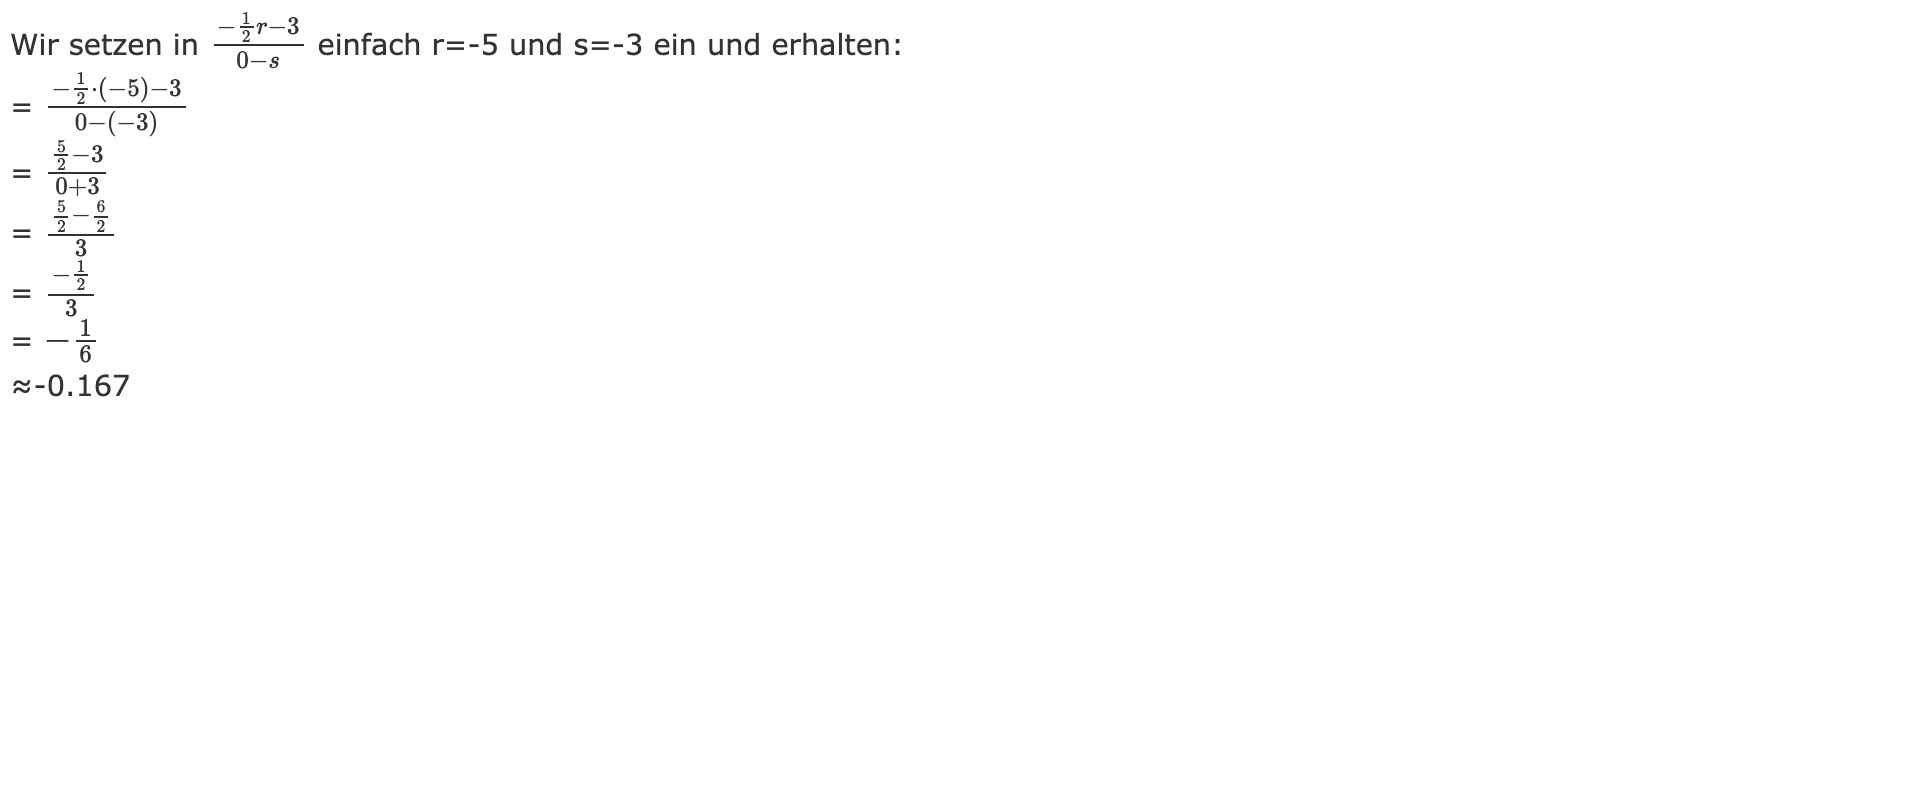 Wir setzen in $\frac{-\frac{1}{2}r-3}{0-s}$ einfach r=-5 und s=-3 ein und erhalten:
= $\frac{-\frac{1}{2}\cdot(-5)-3}{0-(-3)}$
= $\frac{\frac{5}{2}-3}{0+3}$
= $\frac{\frac{5}{2}-\frac{6}{2}}{3}$
= $\frac{-\frac{1}{2}}{3}$
= $-\frac{1}{6}$
≈-0.167